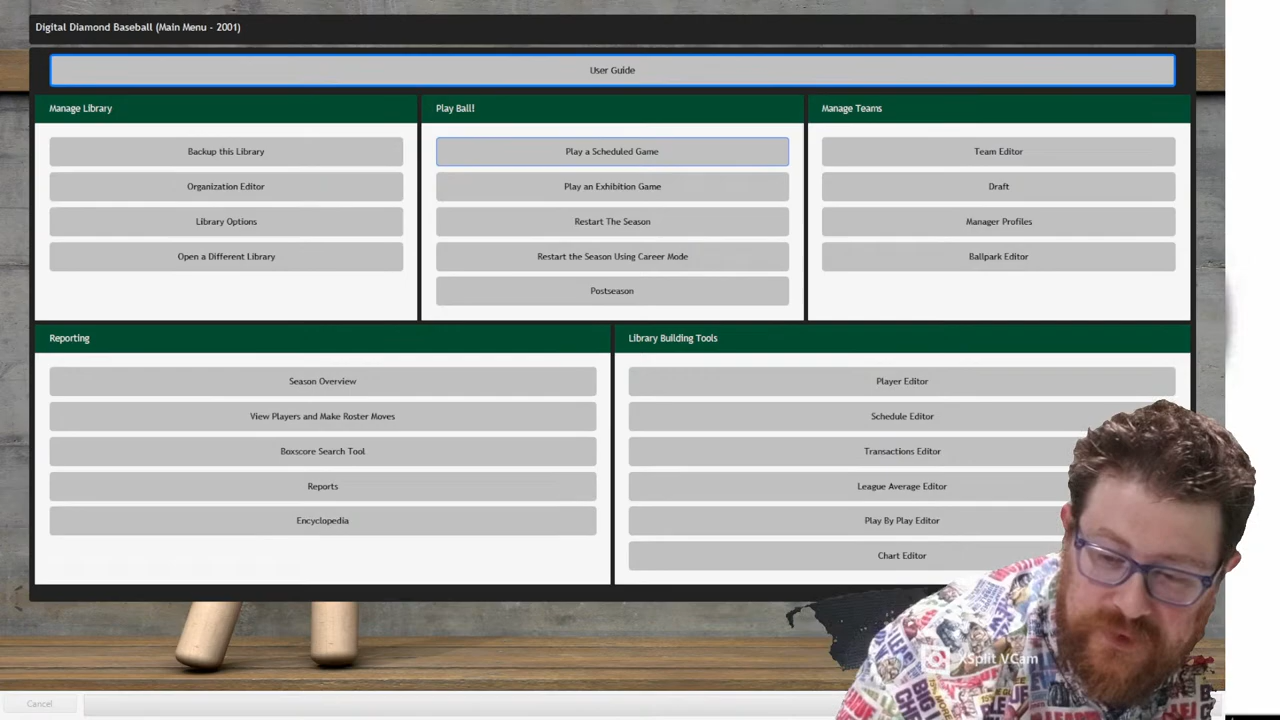 Digital Diamond Baseball (Main Menu - 2001)
User Guide
Manage Library
Backup this Library
Organization Editor
Library Options
Open a Different Library
Play Ball!
Play a Scheduled Game
Play an Exhibition Game
Restart The Season
Restart the Season Using Career Mode
Postseason
Manage Teams
Team Editor
Draft
Manager Profiles
Ballpark Editor
Reporting
Season Overview
View Players and Make Roster Moves
Boxscore Search Tool
Reports
Encyclopedia
Library Building Tools
Player Editor
Schedule Editor
Transactions Editor
League Average Editor
Play By Play Editor
Chart Editor
XSplit VCam
Cancel